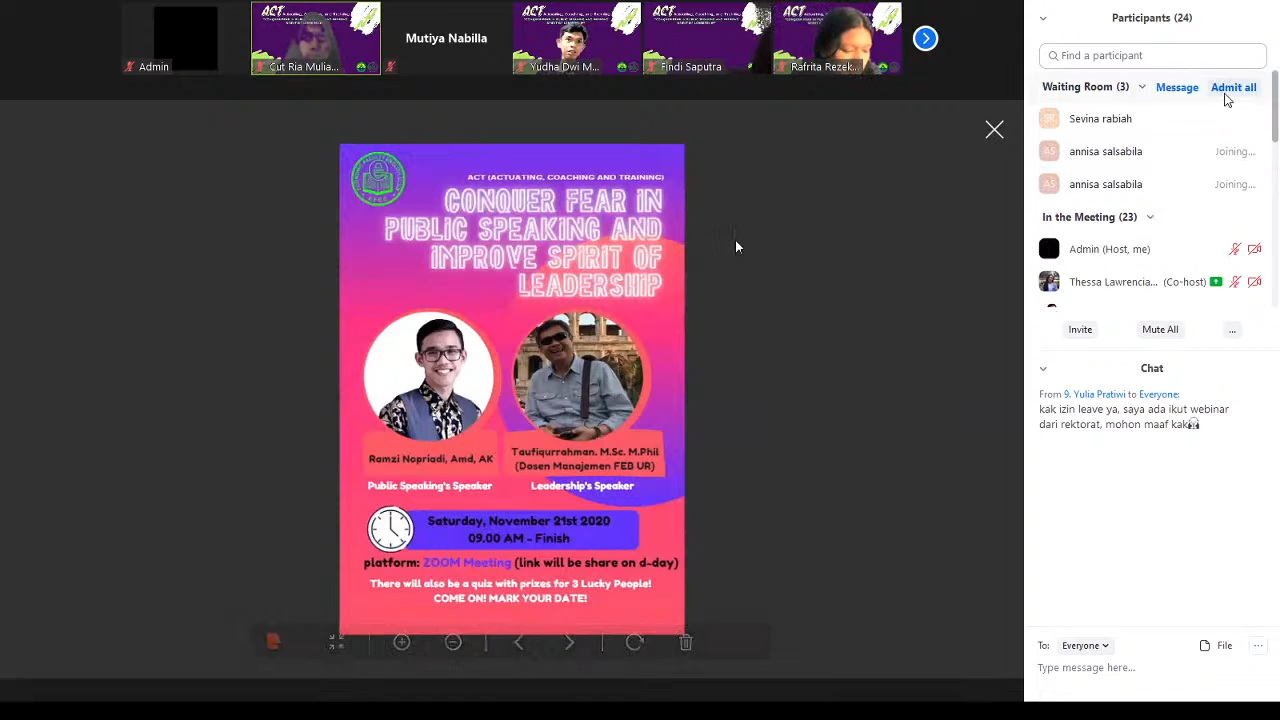 Admin
Cut Ria Mulia...
Mutiya Nabilla
Yudha Dwi M...
Findi Saputra
Rafrita Rezek...
ACT (ACTUATING, COACHING AND TRAINING)
CONQUER FEAR IN
PUBLIC SPEAKING AND
IMPROVE SPIRIT OF
LEADERSHIP
Ramzi Nopriadi, Amd, AK
Public Speaking's Speaker
Taufiqurrahman. M.Sc. M.Phil
(Dosen Manajemen FEB UR)
Leadership's Speaker
Saturday, November 21st 2020
09.00 AM - Finish
platform: ZOOM Meeting (link will be share on d-day)
There will also be a quiz with prizes for 3 Lucky People!
COME ON! MARK YOUR DATE!
Participants (24)
Find a participant
Waiting Room (3) Message Admit all
Sevina rabiah
annisa salsabila Joining...
annisa salsabila Joining...
In the Meeting (23)
Admin (Host, me)
Thessa Lawrencia... (Co-host)
Invite Mute All ...
Chat
From 9. Yulia Pratiwi to Everyone:
kak izin leave ya, saya ada ikut webinar
dari rektorat, mohon maaf kak
To: Everyone File ...
Type message here...